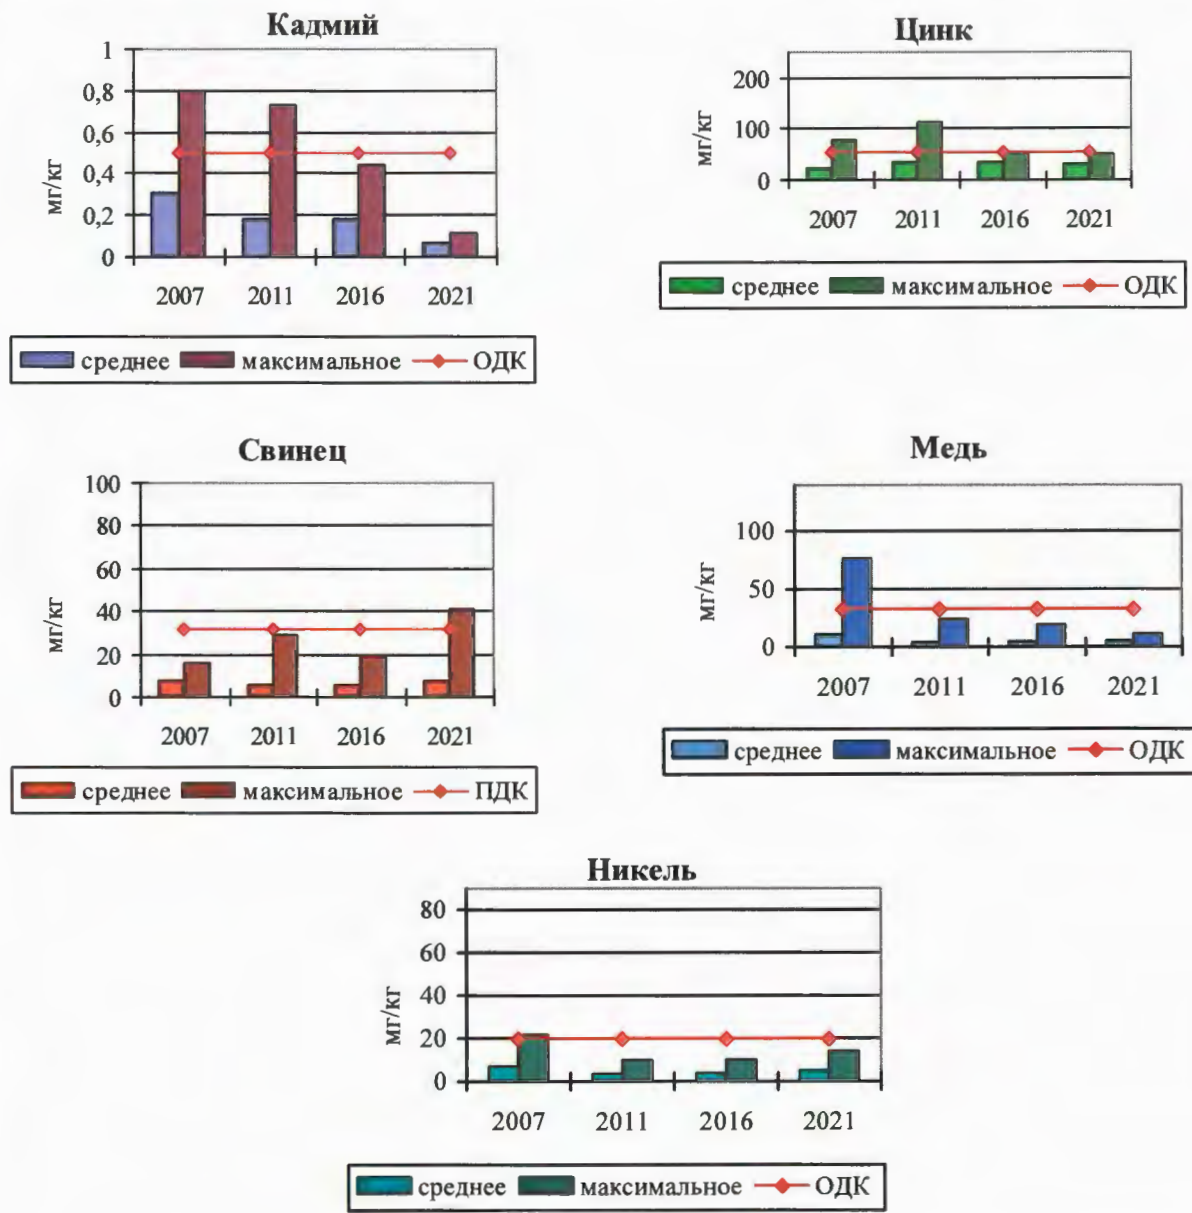 Кадмий
мг/кг
1
0,8
0,6
0,4
0,2
0
2007 2011 2016 2021
среднее максимальное ОДК
Цинк
мг/кг
200
100
0
2007 2011 2016 2021
среднее максимальное ОДК
Свинец
мг/кг
100
80
60
40
20
0
2007 2011 2016 2021
среднее максимальное ПДК
Медь
мг/кг
100
50
0
2007 2011 2016 2021
среднее максимальное ОДК
Никель
мг/кг
80
60
40
20
0
2007 2011 2016 2021
среднее максимальное ОДК